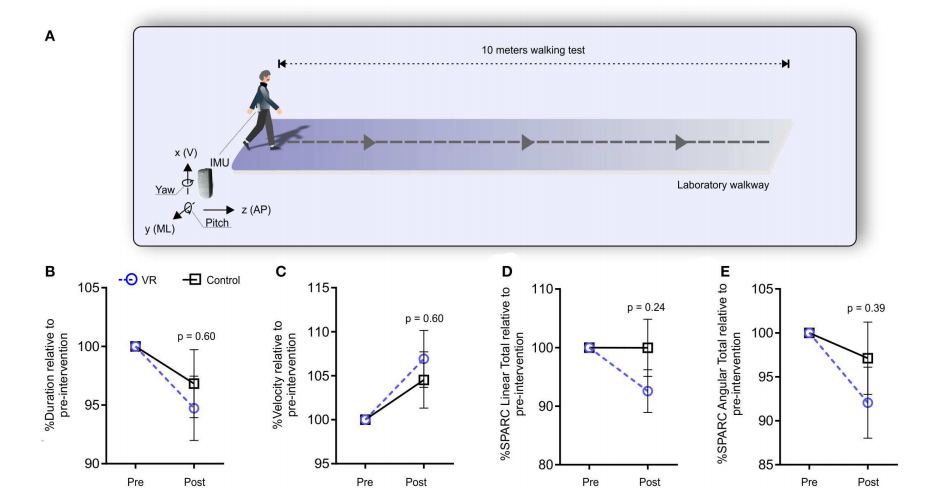 A
10 meters walking test
x (V)
IMU
Yaw
z (AP)
Pitch
y (ML)
Laboratory walkway
B
VR
Control
%Duration relative to
pre-intervention
105
100
95
90
p = 0.60
Pre
Post
C
%Velocity relative to
pre-intervention
115
110
105
100
95
p = 0.60
Pre
Post
D
%SPARC Linear Total relative to
pre-intervention
110
100
90
80
p = 0.24
Pre
Post
E
%SPARC Angular Total relative to
pre-intervention
105
100
95
90
85
p = 0.39
Pre
Post